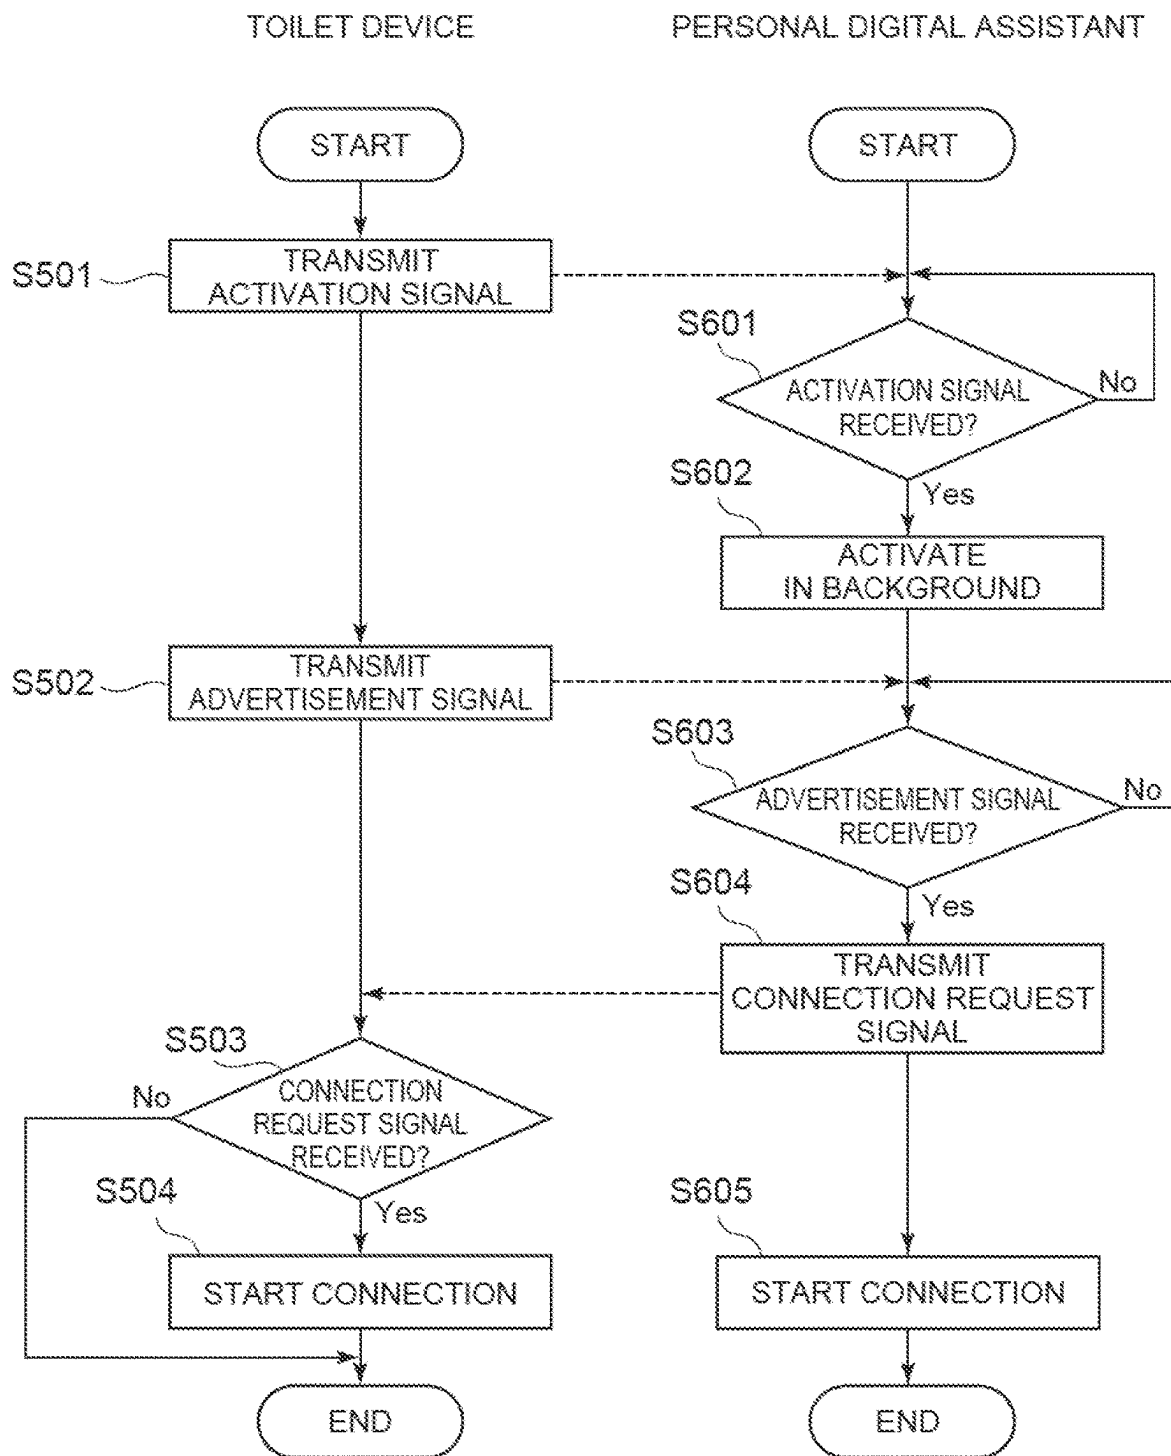 TOILET DEVICE
PERSONAL DIGITAL ASSISTANT
START
START
S501
TRANSMIT
ACTIVATION SIGNAL
S601
ACTIVATION SIGNAL
RECEIVED?
No
Yes
S602
ACTIVATE
IN BACKGROUND
S502
TRANSMIT
ADVERTISEMENT SIGNAL
S603
ADVERTISEMENT SIGNAL
RECEIVED?
No
Yes
S604
TRANSMIT
CONNECTION REQUEST
SIGNAL
S503
CONNECTION
REQUEST SIGNAL
RECEIVED?
No
Yes
S504
START CONNECTION
S605
START CONNECTION
END
END